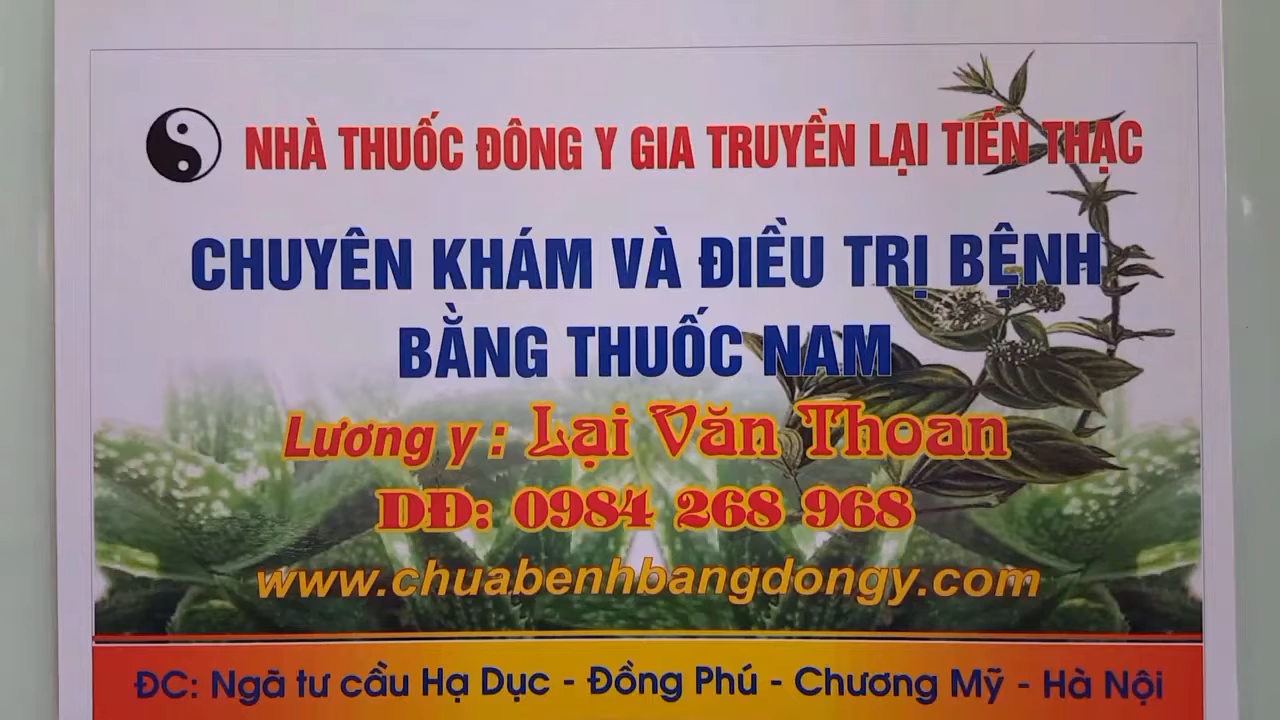 NHÀ THUỐC ĐÔNG Y GIA TRUYỀN LẠI TIẾN THẠC
CHUYÊN KHÁM VÀ ĐIỀU TRỊ BỆNH
BẰNG THUỐC NAM
Lương y : Lại Văn Thoan
DĐ: 0984 268 968
www.chuabenhbangdongy.com
ĐC: Ngã tư cầu Hạ Dục - Đồng Phú - Chương Mỹ - Hà Nội